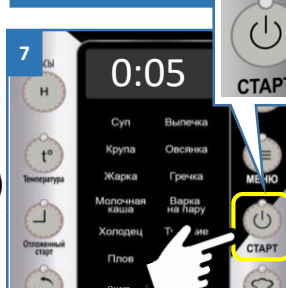 7
0:05
Н
t°
Температура
Отложенный
старт
Суп
Выпечка
Крупа
Овсянка
Жарка
Гречка
Молочная
каша
Варка
на пару
Холодец
Плов
МЕНЮ
СТАРТ
СТАРТ